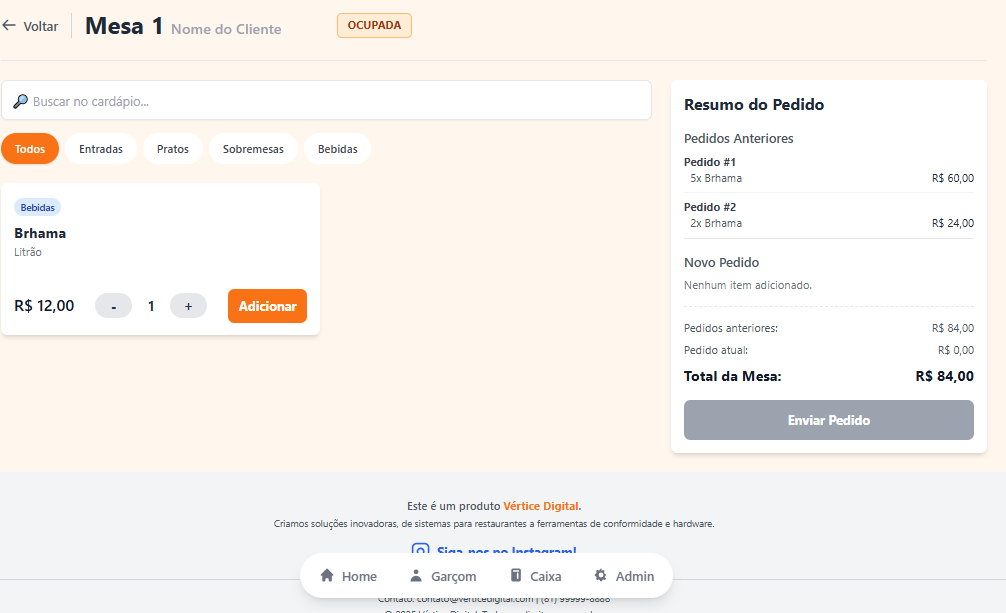 Voltar
Mesa 1 Nome do Cliente
OCUPADA
Buscar no cardápio...
Todos
Entradas
Pratos
Sobremesas
Bebidas
Bebidas
Brhama
Litrão
R$ 12,00
-
1
+
Adicionar
Resumo do Pedido
Pedidos Anteriores
Pedido #1
5x Brhama R$ 60,00
Pedido #2
2x Brhama R$ 24,00
Novo Pedido
Nenhum item adicionado.
Pedidos anteriores: R$ 84,00
Pedido atual: R$ 0,00
Total da Mesa: R$ 84,00
Enviar Pedido
Este é um produto Vértice Digital.
Criamos soluções inovadoras, de sistemas para restaurantes a ferramentas de conformidade e hardware.
Siga-nos no Instagram!
Home
Garçom
Caixa
Admin
Contato: contato@verticedigital.com | (81) 99999-8888